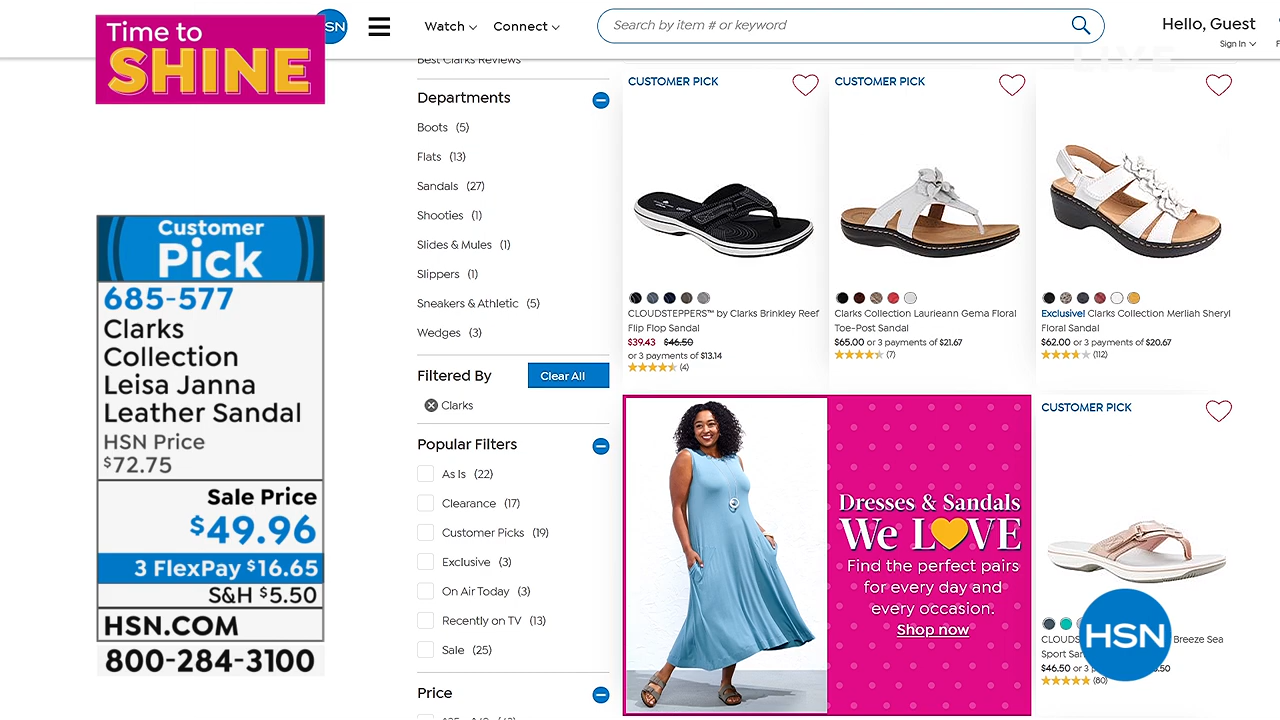 Time to
SHINE
HSN
Watch
Connect
Search by item # or keyword
Hello, Guest
Sign In
LIVE
Customer
Pick
685-577
Clarks
Collection
Leisa Janna
Leather Sandal
HSN Price
$72.75
Sale Price
$49.96
3 FlexPay $16.65
S&H $5.50
HSN.COM
800-284-3100
Best Clarks Reviews
Departments
Boots (5)
Flats (13)
Sandals (27)
Shooties (1)
Slides & Mules (1)
Slippers (1)
Sneakers & Athletic (5)
Wedges (3)
Filtered By
Clear All
Clarks
Popular Filters
As Is (22)
Clearance (17)
Customer Picks (19)
Exclusive (3)
On Air Today (3)
Recently on TV (13)
Sale (25)
Price
CUSTOMER PICK
CLOUDSTEPPERS™ by Clarks Brinkley Reef
Flip Flop Sandal
$39.43 $46.50
or 3 payments of $13.14
(4)
CUSTOMER PICK
Clarks Collection Laurieann Gema Floral
Toe-Post Sandal
$65.00 or 3 payments of $21.67
(7)
Exclusive! Clarks Collection Merliah Sheryl
Floral Sandal
$62.00 or 3 payments of $20.67
(112)
Dresses & Sandals
We LOVE
Find the perfect pairs
for every day and
every occasion.
Shop now
CUSTOMER PICK
CLOUDS Breeze Sea
Sport San
$46.50 or 3 p .50
(80)
HSN